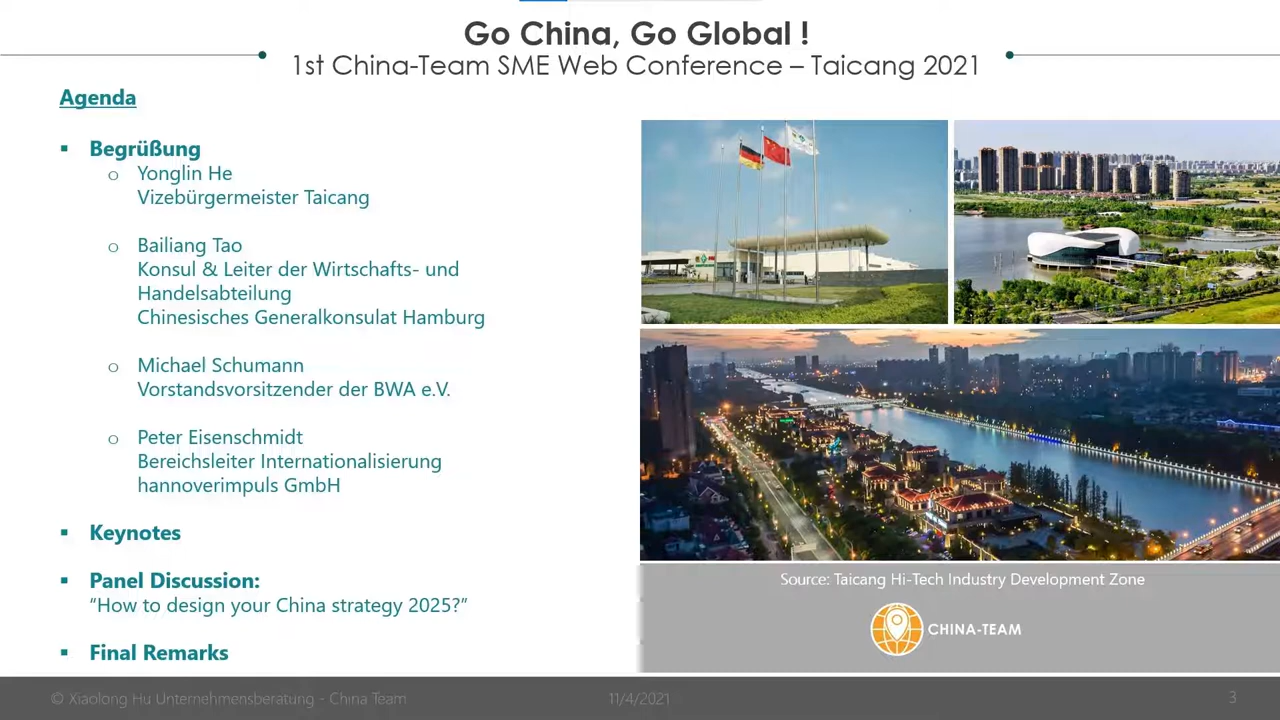 Go China, Go Global !
1st China-Team SME Web Conference – Taicang 2021
Agenda
Begrüßung
Yonglin He
Vizebürgermeister Taicang
Bailiang Tao
Konsul & Leiter der Wirtschafts- und
Handelsabteilung
Chinesisches Generalkonsulat Hamburg
Michael Schumann
Vorstandsvorsitzender der BWA e.V.
Peter Eisenschmidt
Bereichsleiter Internationalisierung
hannoverimpuls GmbH
Keynotes
Panel Discussion:
“How to design your China strategy 2025?”
Final Remarks
Source: Taicang Hi-Tech Industry Development Zone
CHINA-TEAM
© Xiaolong Hu Unternehmensberatung - China Team
11/4/2021
3